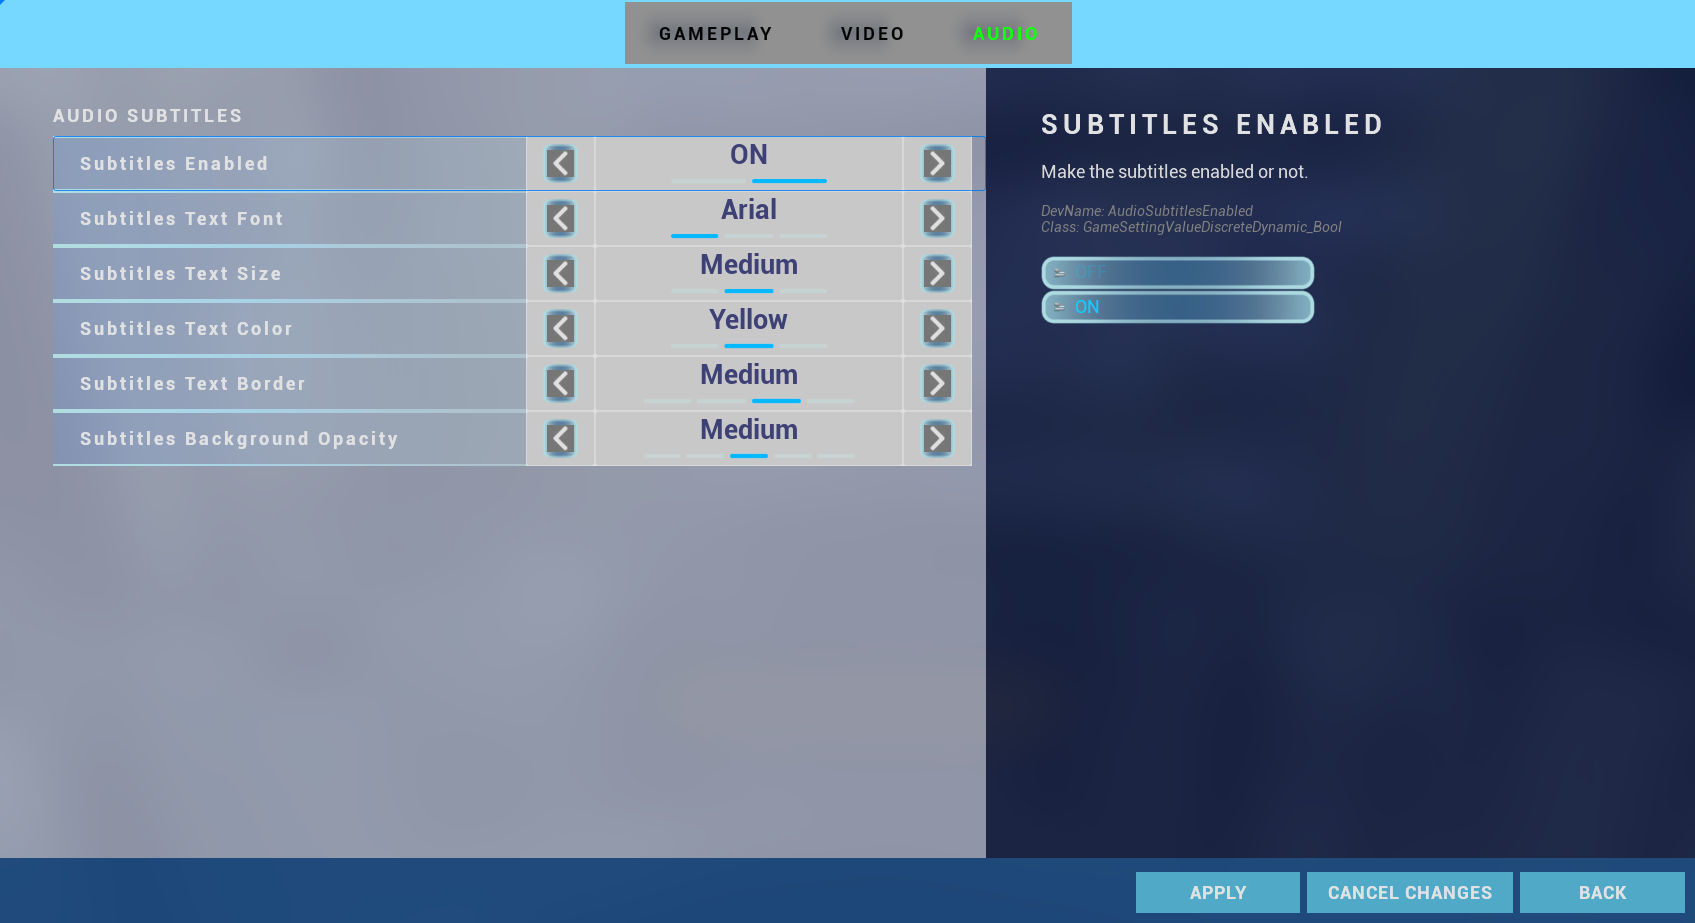 GAMEPLAY VIDEO AUDIO
AUDIO SUBTITLES
Subtitles Enabled ON
Subtitles Text Font Arial
Subtitles Text Size Medium
Subtitles Text Color Yellow
Subtitles Text Border Medium
Subtitles Background Opacity Medium
SUBTITLES ENABLED
Make the subtitles enabled or not.
DevName: AudioSubtitlesEnabled
Class: GameSettingValueDiscreteDynamic_Bool
OFF
ON
APPLY CANCEL CHANGES BACK